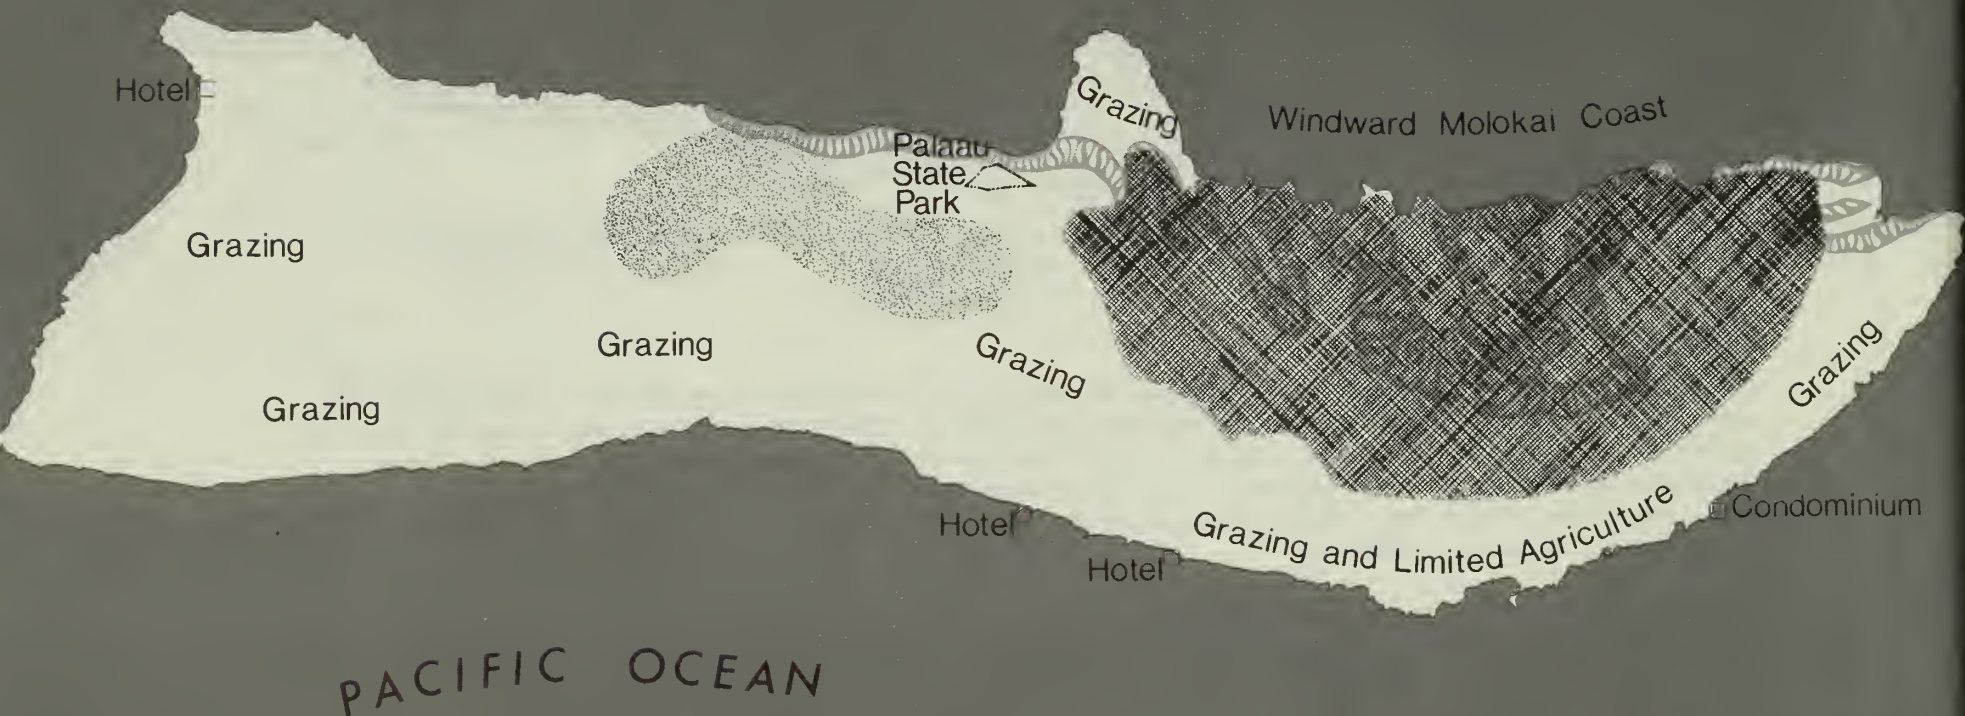 Hotel
Grazing
Windward Molokai Coast
Palaau
State
Park
Grazing
Grazing
Grazing
Grazing
Grazing
Hotel
Hotel
Grazing and Limited Agriculture
Condominium
PACIFIC OCEAN